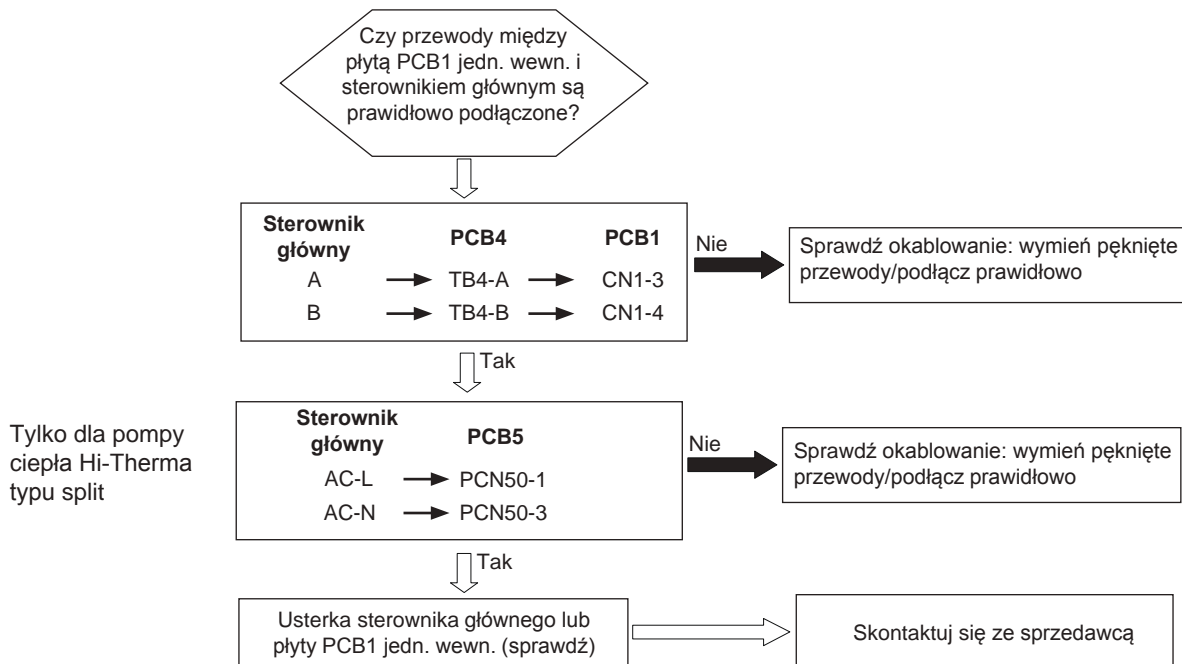 Czy przewody między
płytą PCB1 jedn. wewn. i
sterownikiem głównym są
prawidłowo podłączone?
Sterownik
główny
PCB4
PCB1
A
TB4-A
CN1-3
B
TB4-B
CN1-4
Nie
Sprawdź okablowanie: wymień pęknięte
przewody/podłącz prawidłowo
Tak
Tylko dla pompy
ciepła Hi-Therma
typu split
Sterownik
główny
PCB5
AC-L
PCN50-1
AC-N
PCN50-3
Nie
Sprawdź okablowanie: wymień pęknięte
przewody/podłącz prawidłowo
Tak
Usterka sterownika głównego lub
płyty PCB1 jedn. wewn. (sprawdź)
Skontaktuj się ze sprzedawcą